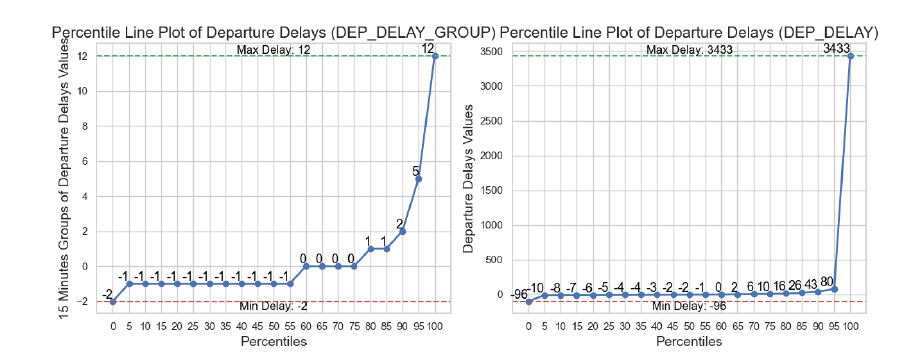 Percentile Line Plot of Departure Delays (DEP_DELAY_GROUP)
15 Minutes Groups of Departure Delays Values
12
10
8
6
4
2
0
-2
Max Delay: 12
-2 -1 -1 -1 -1 -1 -1 -1 -1 -1 -1 -1 0 0 0 0 1 1 2 5 12
Min Delay: -2
0 5 10 15 20 25 30 35 40 45 50 55 60 65 70 75 80 85 90 95 100
Percentiles
Percentile Line Plot of Departure Delays (DEP_DELAY)
Departure Delays Values
3500
3000
2500
2000
1500
1000
500
0
Max Delay: 3433
-96 -10 -8 -7 -6 -5 -4 -4 -3 -2 -2 -1 0 2 6 10 16 26 43 80 3433
Min Delay: -96
0 5 10 15 20 25 30 35 40 45 50 55 60 65 70 75 80 85 90 95 100
Percentiles